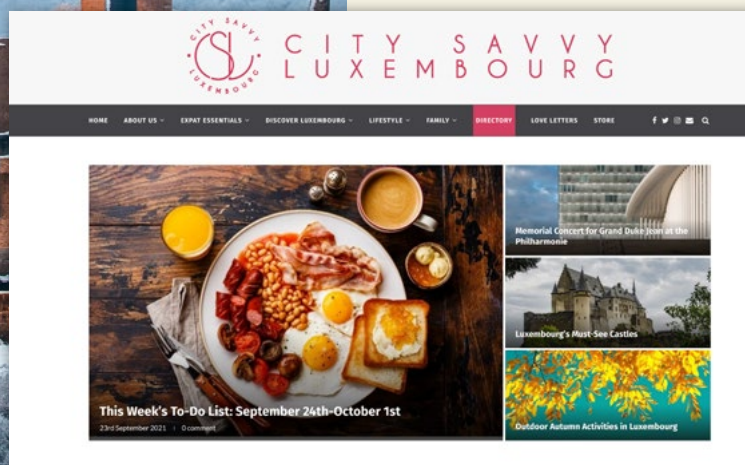 CITY SAVVY
LUXEMBOURG
CSL
CITY SAVVY
LUXEMBOURG
HOME ABOUT US EXPAT ESSENTIALS DISCOVER LUXEMBOURG LIFESTYLE FAMILY DIRECTORY LOVE LETTERS STORE
Memorial Concert for Grand Duke Jean at the
Philharmonie
Luxembourg's Must-See Castles
This Week's To-Do List: September 24th-October 1st
23rd September 2021 | 0 comment
Outdoor Autumn Activities in Luxembourg